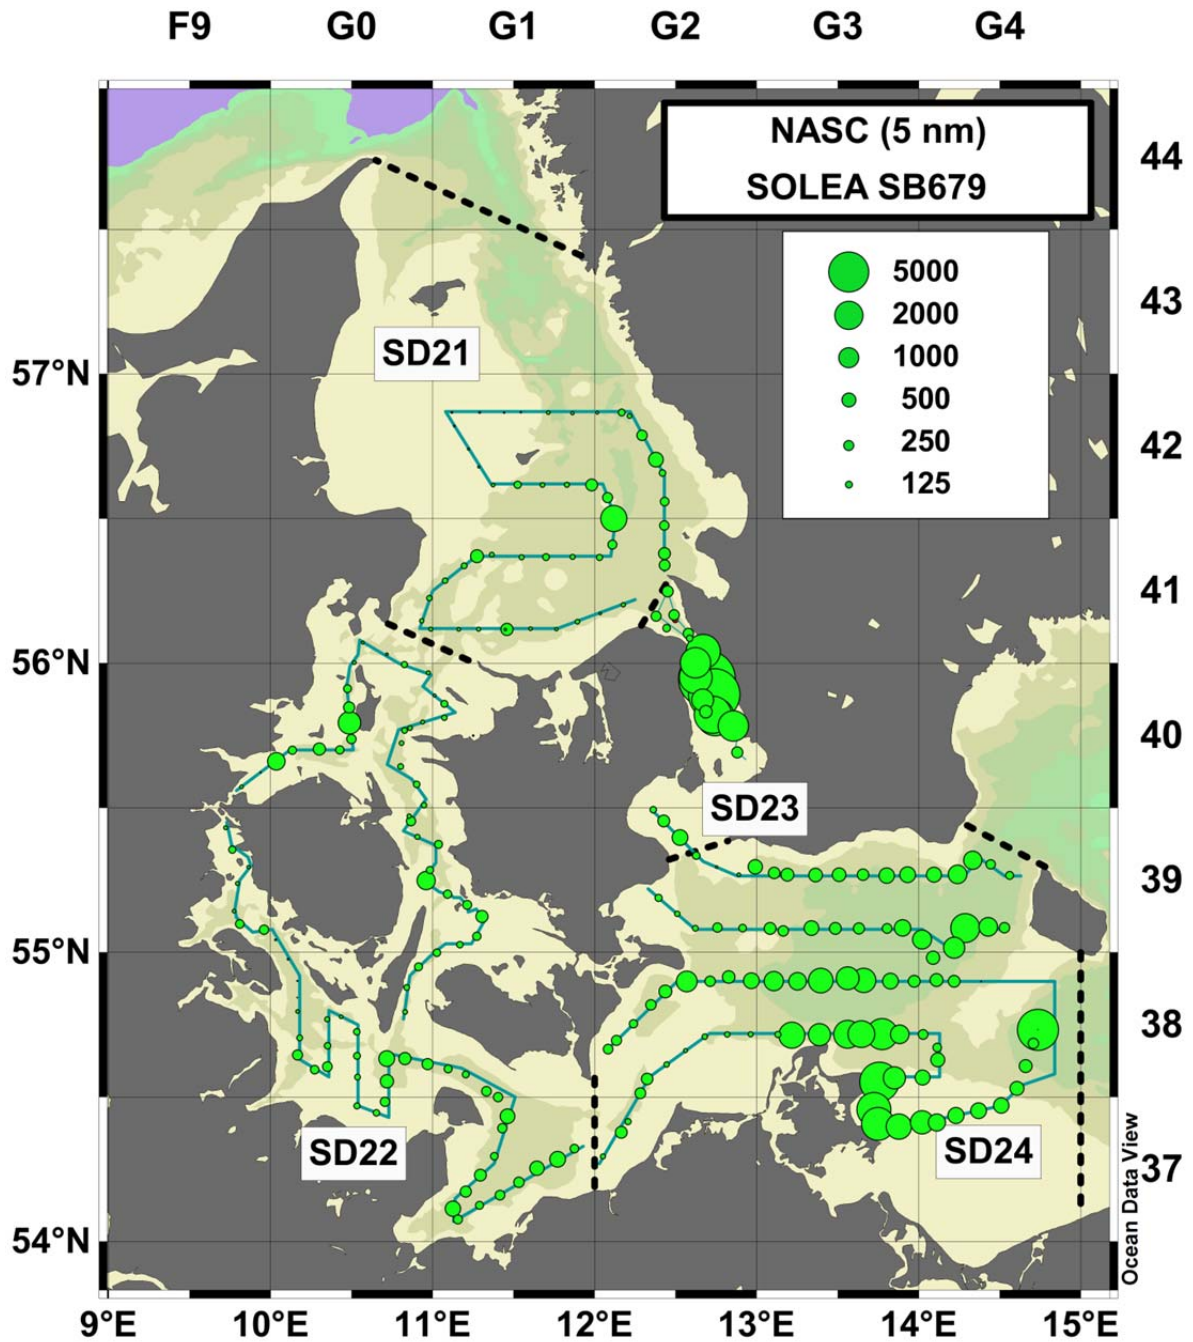 F9 G0 G1 G2 G3 G4
NASC (5 nm)
SOLEA SB679
44
5000
2000
1000
500
250
125
43
SD21
57°N
42
41
56°N
40
SD23
39
55°N
38
SD22
SD24
37
54°N
Ocean Data View
9°E 10°E 11°E 12°E 13°E 14°E 15°E